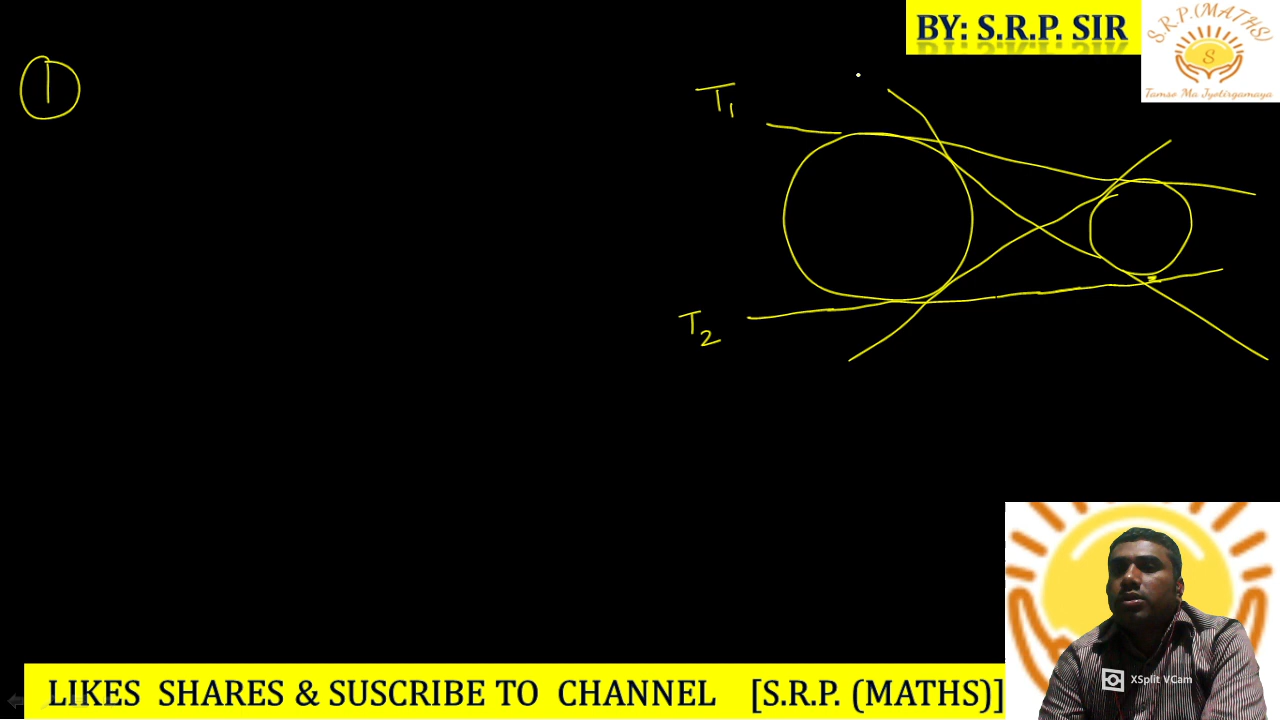 BY: S.R.P. SIR
S.R.P.(MATHS)
S
Tamso Ma Jyotirgamaya
1
T1
T2
XSplit VCam
LIKES SHARES & SUSCRIBE TO CHANNEL [S.R.P. (MATHS)]